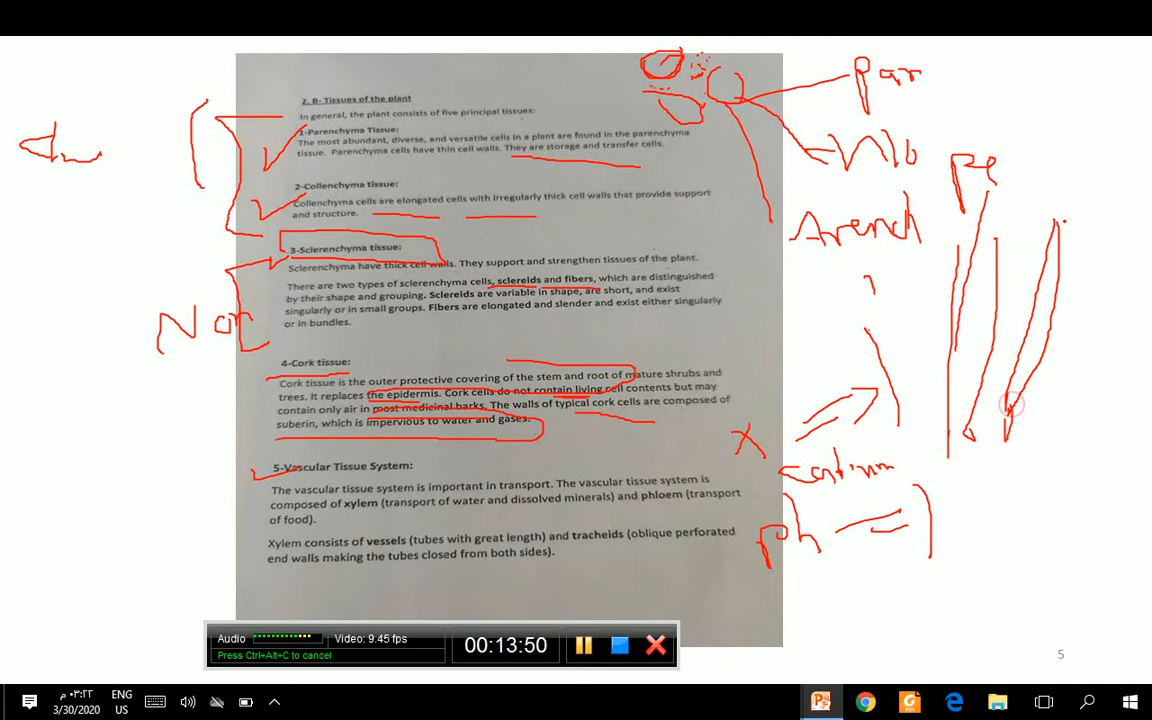 2. B- Tissues of the plant
In general, the plant consists of five principal tissues:
1-Parenchyma Tissue:
The most abundant, diverse, and versatile cells in a plant are found in the parenchyma
tissue. Parenchyma cells have thin cell walls. They are storage and transfer cells.
2-Collenchyma tissue:
Collenchyma cells are elongated cells with irregularly thick cell walls that provide support
and structure.
3-Sclerenchyma tissue:
Sclerenchyma have thick cell walls. They support and strengthen tissues of the plant.
There are two types of sclerenchyma cells, sclereids and fibers, which are distinguished
by their shape and grouping. Sclereids are variable in shape, are short, and exist
singularly or in small groups. Fibers are elongated and slender and exist either singularly
or in bundles.
4-Cork tissue:
Cork tissue is the outer protective covering of the stem and root of mature shrubs and
trees. It replaces the epidermis. Cork cells do not contain living cell contents but may
contain only air in most medicinal barks. The walls of typical cork cells are composed of
suberin, which is impervious to water and gases.
5-Vascular Tissue System:
The vascular tissue system is important in transport. The vascular tissue system is
composed of xylem (transport of water and dissolved minerals) and phloem (transport
of food).
Xylem consists of vessels (tubes with great length) and tracheids (oblique perforated
end walls making the tubes closed from both sides).
Par
Arench
Pe
X
Ph
Audio
Video: 9.45 fps
Press Ctrl+Alt+C to cancel
00:13:50
5
٠٣:٢٢ م
3/30/2020
ENG
US